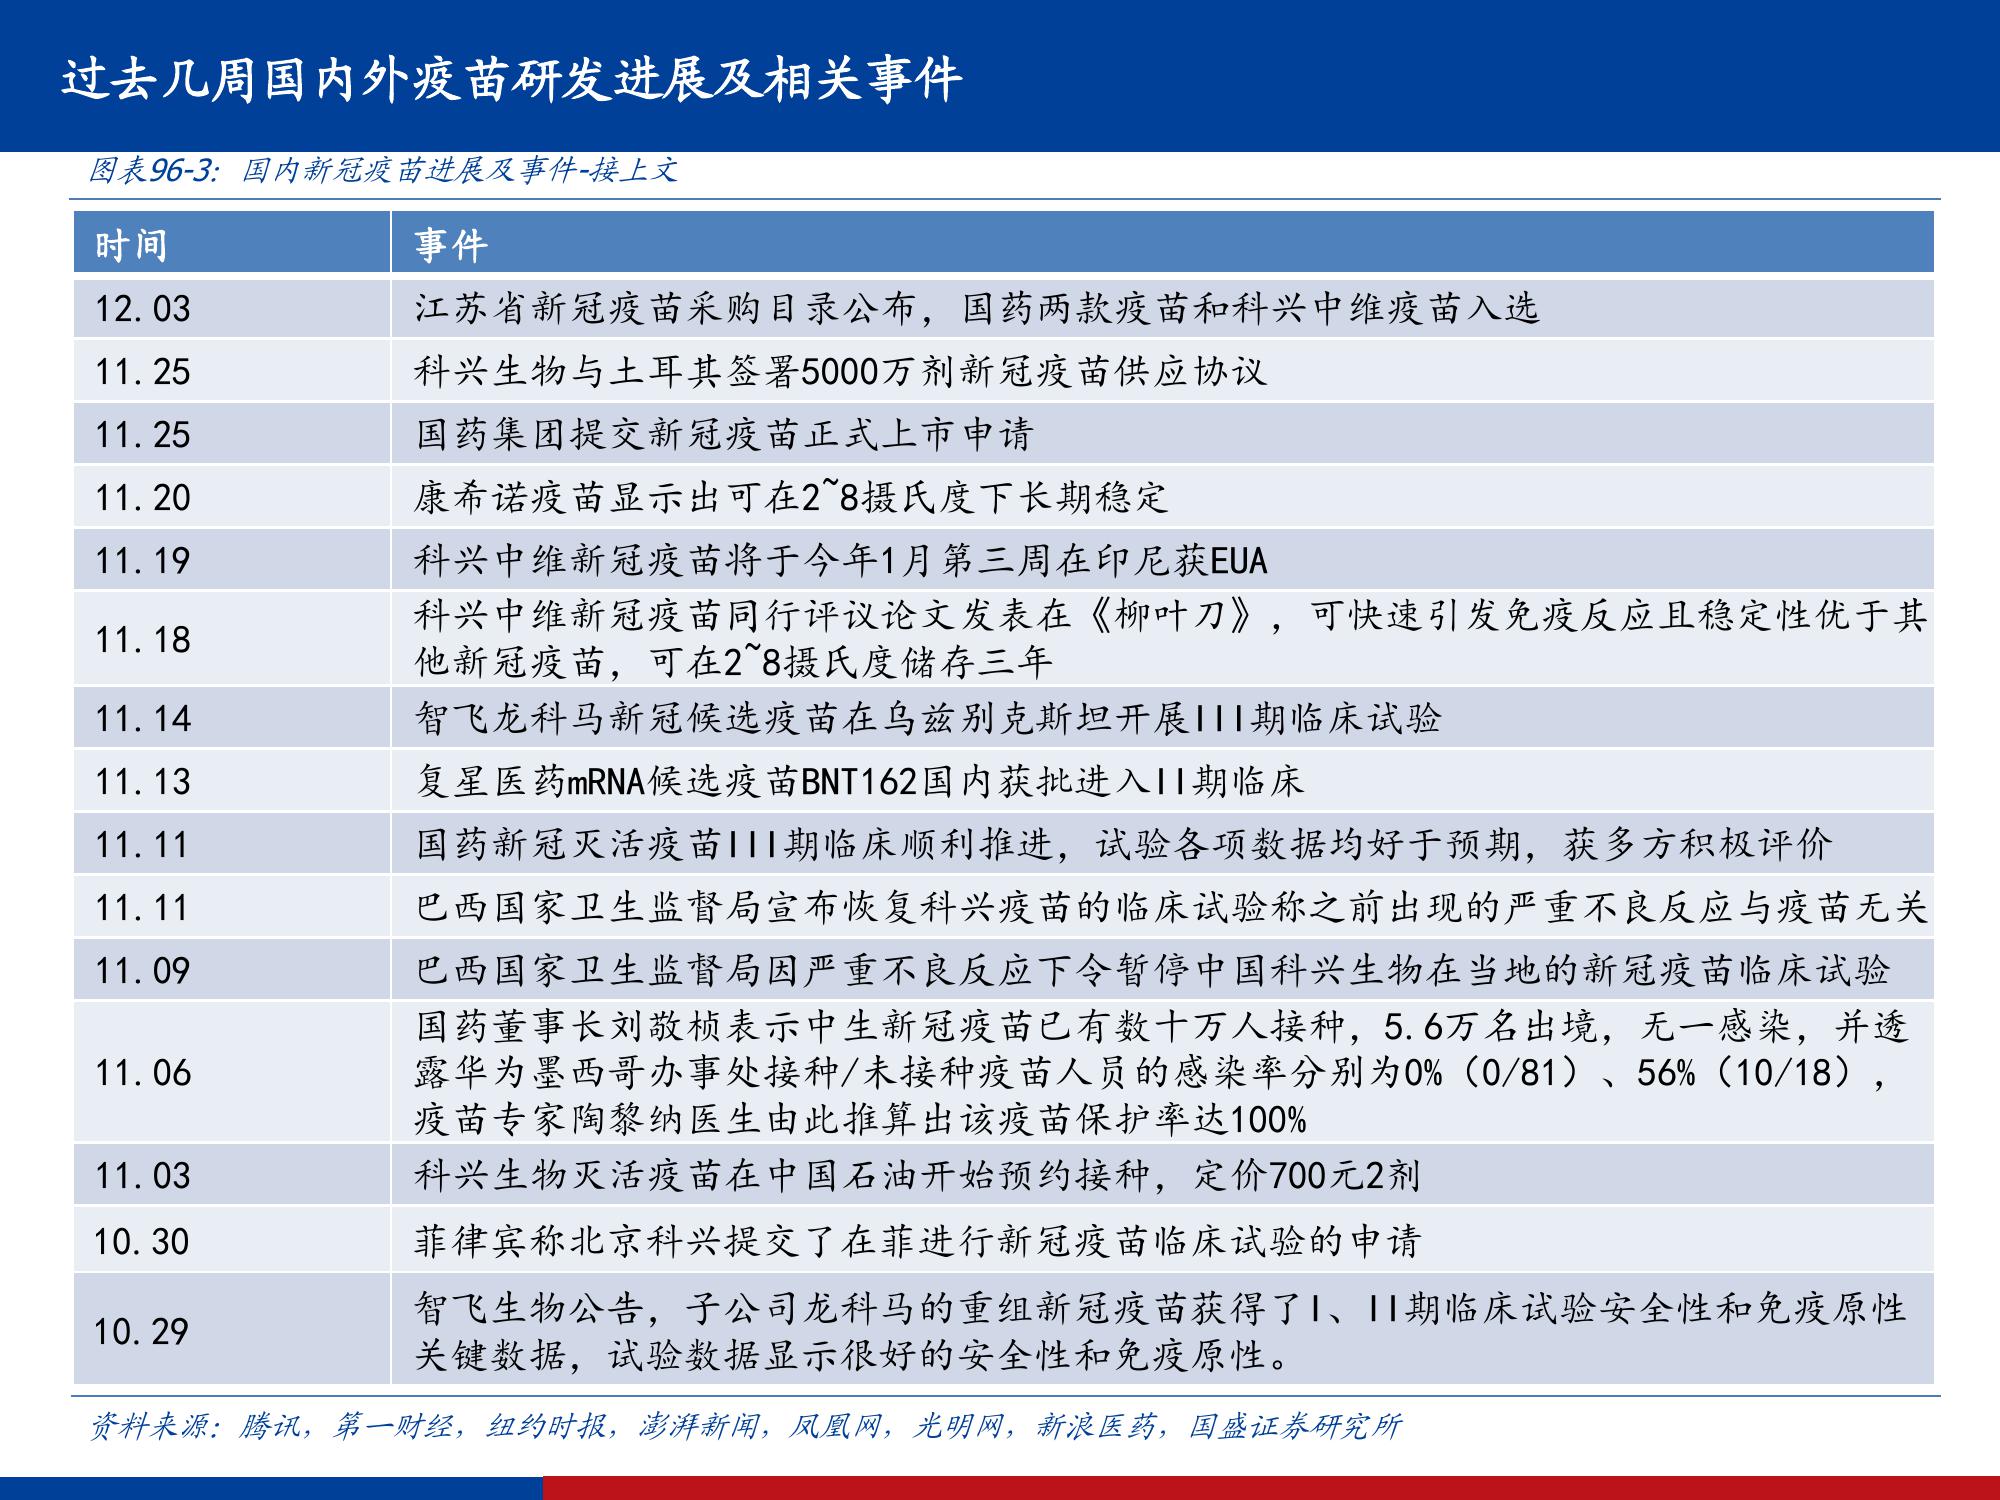 过去几周国内外疫苗研发进展及相关事件
图表96-3: 国内新冠疫苗进展及事件-接上文
时间 事件
12.03 江苏省新冠疫苗采购目录公布，国药两款疫苗和科兴中维疫苗入选
11.25 科兴生物与土耳其签署5000万剂新冠疫苗供应协议
11.25 国药集团提交新冠疫苗正式上市申请
11.20 康希诺疫苗显示出可在2~8摄氏度下长期稳定
11.19 科兴中维新冠疫苗将于今年1月第三周在印尼获EUA
11.18 科兴中维新冠疫苗同行评议论文发表在《柳叶刀》，可快速引发免疫反应且稳定性优于其
他新冠疫苗，可在2~8摄氏度储存三年
11.14 智飞龙科马新冠候选疫苗在乌兹别克斯坦开展III期临床试验
11.13 复星医药mRNA候选疫苗BNT162国内获批进入II期临床
11.11 国药新冠灭活疫苗III期临床顺利推进，试验各项数据均好于预期，获多方积极评价
11.11 巴西国家卫生监督局宣布恢复科兴疫苗的临床试验称之前出现的严重不良反应与疫苗无关
11.09 巴西国家卫生监督局因严重不良反应下令暂停中国科兴生物在当地的新冠疫苗临床试验
11.06 国药董事长刘敬桢表示中生新冠疫苗已有数十万人接种，5.6万名出境，无一感染，并透
露华为墨西哥办事处接种/未接种疫苗人员的感染率分别为0%（0/81）、56%（10/18），
疫苗专家陶黎纳医生由此推算出该疫苗保护率达100%
11.03 科兴生物灭活疫苗在中国石油开始预约接种，定价700元2剂
10.30 菲律宾称北京科兴提交了在菲进行新冠疫苗临床试验的申请
10.29 智飞生物公告，子公司龙科马的重组新冠疫苗获得了I、II期临床试验安全性和免疫原性
关键数据，试验数据显示很好的安全性和免疫原性。
资料来源：腾讯，第一财经，纽约时报，澎湃新闻，凤凰网，光明网，新浪医药，国盛证券研究所